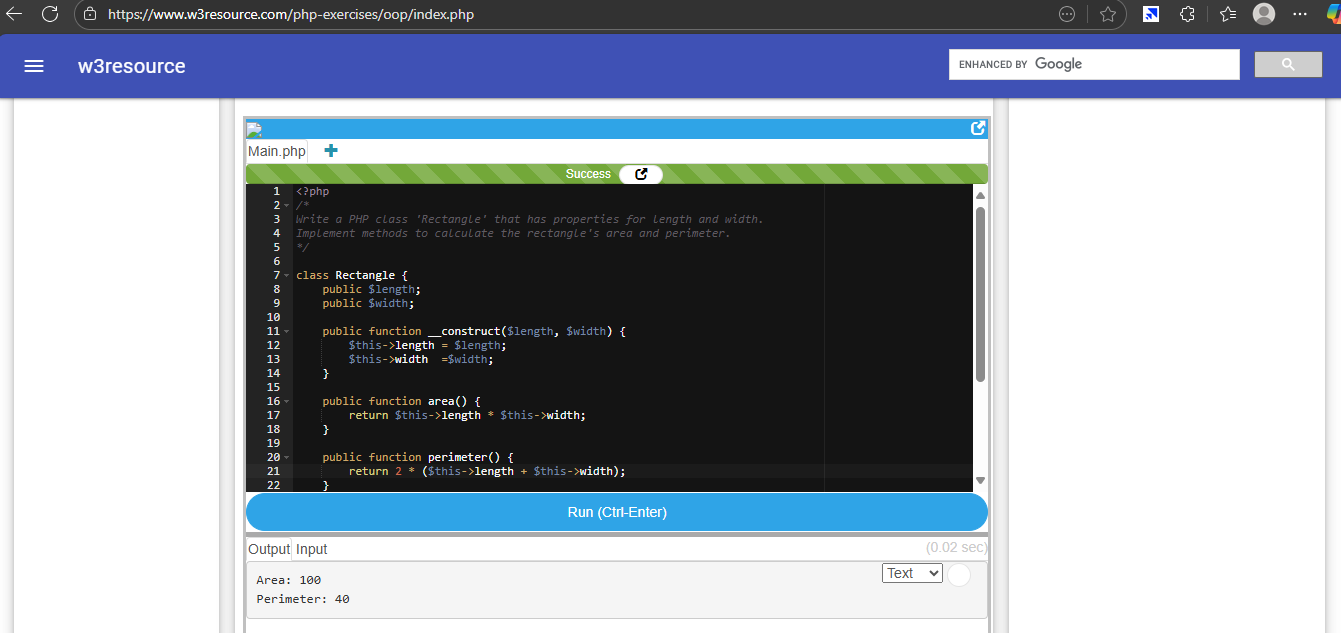 https://www.w3resource.com/php-exercises/oop/index.php
w3resource
ENHANCED BY Google
Main.php
Success
1 <?php
2 /*
3 Write a PHP class 'Rectangle' that has properties for length and width.
4 Implement methods to calculate the rectangle's area and perimeter.
5 */
6
7 class Rectangle {
8     public $length;
9     public $width;
10
11     public function __construct($length, $width) {
12         $this->length = $length;
13         $this->width  =$width;
14     }
15
16     public function area() {
17         return $this->length * $this->width;
18     }
19
20     public function perimeter() {
21         return 2 * ($this->length + $this->width);
22     }
Run (Ctrl-Enter)
Output Input (0.02 sec)
Text
Area: 100
Perimeter: 40